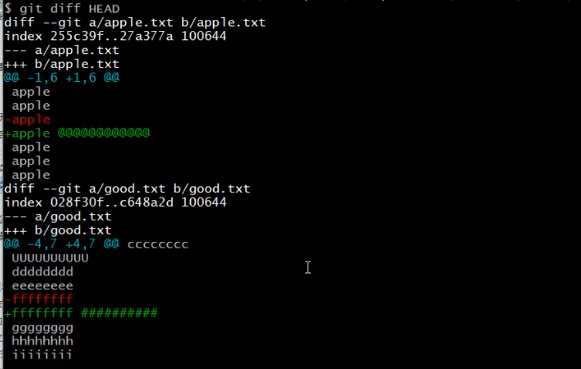 $ git diff HEAD
diff --git a/apple.txt b/apple.txt
index 255c39f..27a377a 100644
--- a/apple.txt
+++ b/apple.txt
@@ -1,6 +1,6 @@
 apple
 apple
-apple
+apple @@@@@@@@@@@@
 apple
 apple
 apple
diff --git a/good.txt b/good.txt
index 028f30f..c648a2d 100644
--- a/good.txt
+++ b/good.txt
@@ -4,7 +4,7 @@ cccccccc
 UUUUUUUUUU
 dddddddd
 eeeeeeee
-ffffffff
+ffffffff ##########
 gggggggg
 hhhhhhhh
 iiiiiiii